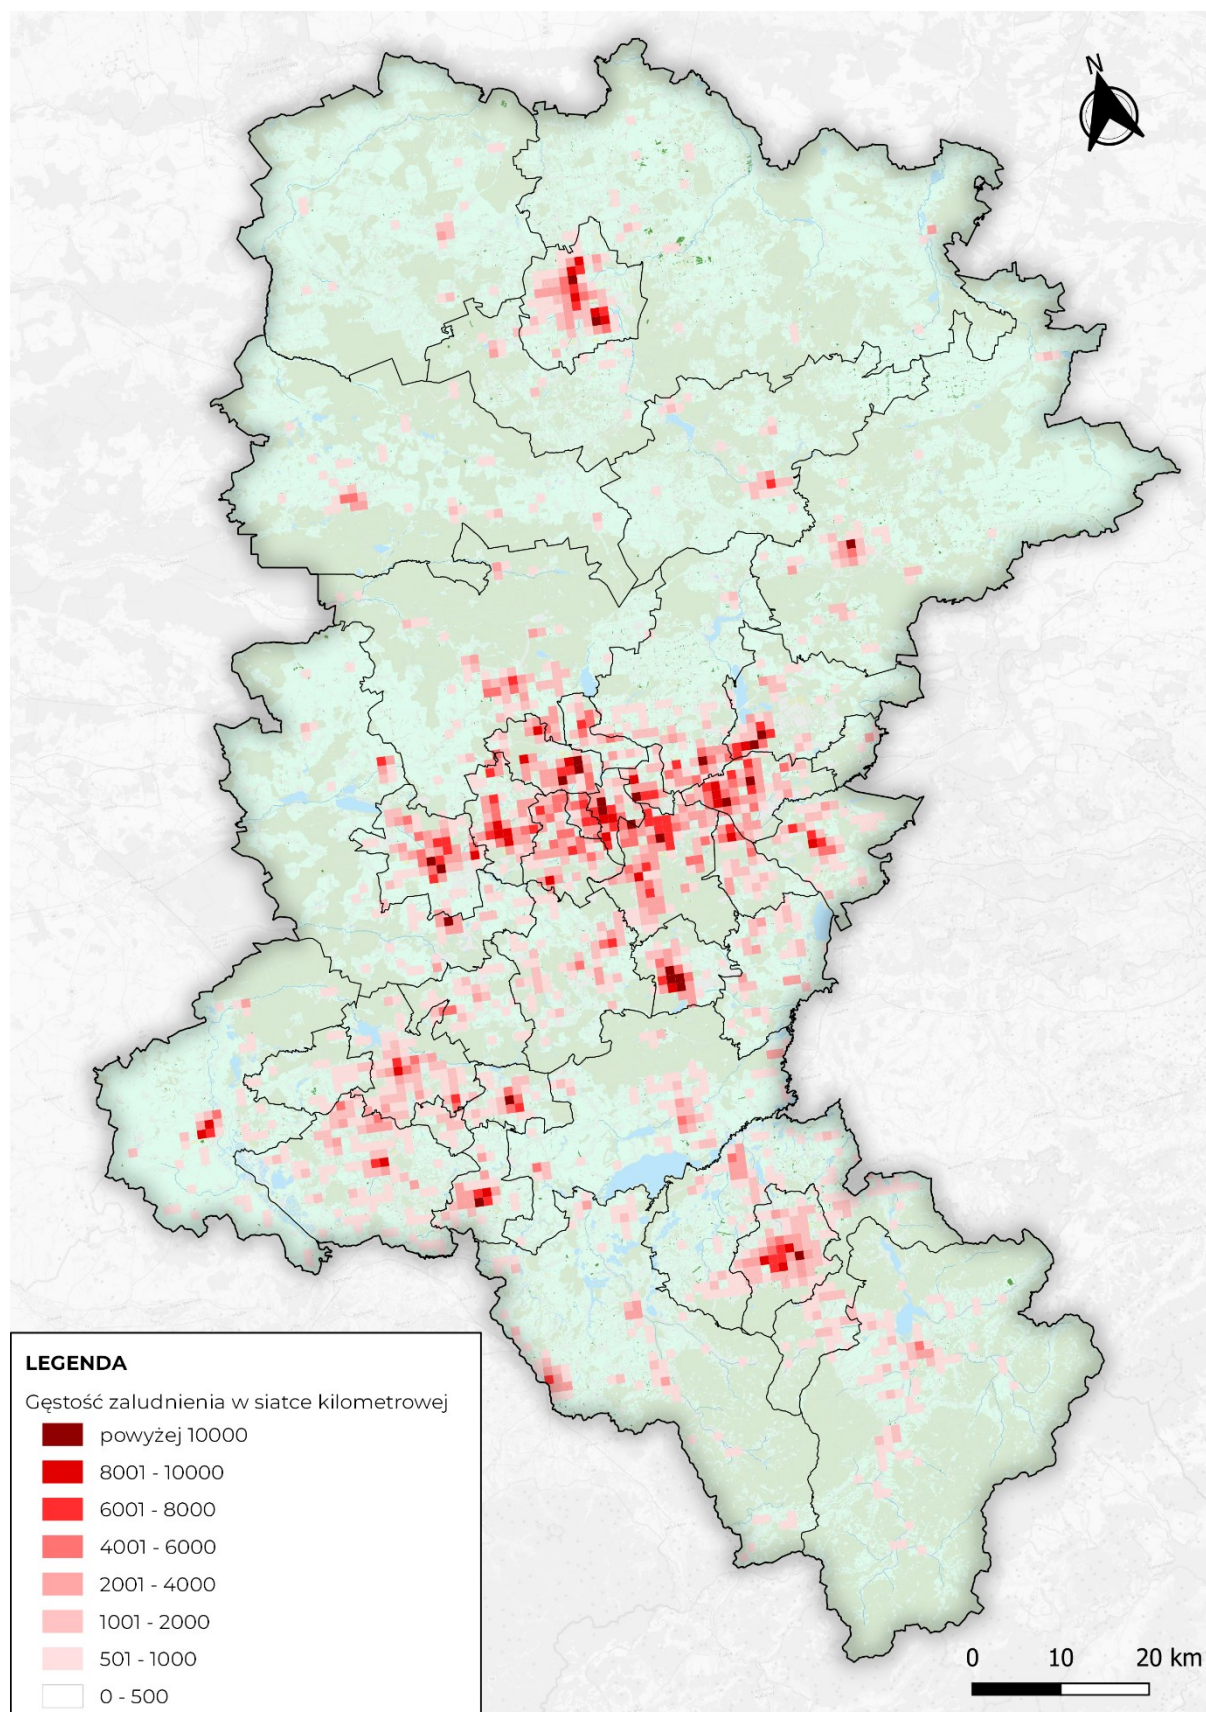 N
LEGENDA
Gęstość zaludnienia w siatce kilometrowej
powyżej 10000
8001 - 10000
6001 - 8000
4001 - 6000
2001 - 4000
1001 - 2000
501 - 1000
0 - 500
0 10 20 km